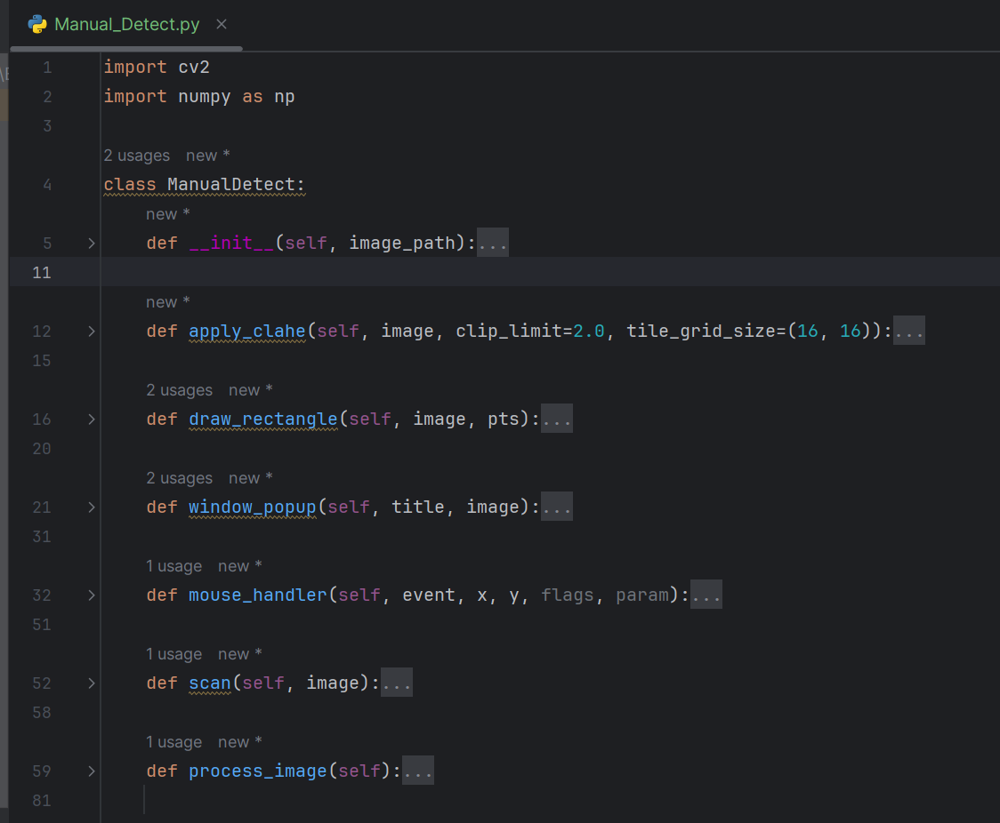 Manual_Detect.py
1 import cv2
2 import numpy as np
3
2 usages new *
4 class ManualDetect:
new *
5 def __init__(self, image_path):...
11
new *
12 def apply_clahe(self, image, clip_limit=2.0, tile_grid_size=(16, 16)):...
15
2 usages new *
16 def draw_rectangle(self, image, pts):...
20
2 usages new *
21 def window_popup(self, title, image):...
31
1 usage new *
32 def mouse_handler(self, event, x, y, flags, param):...
51
1 usage new *
52 def scan(self, image):...
58
1 usage new *
59 def process_image(self):...
81